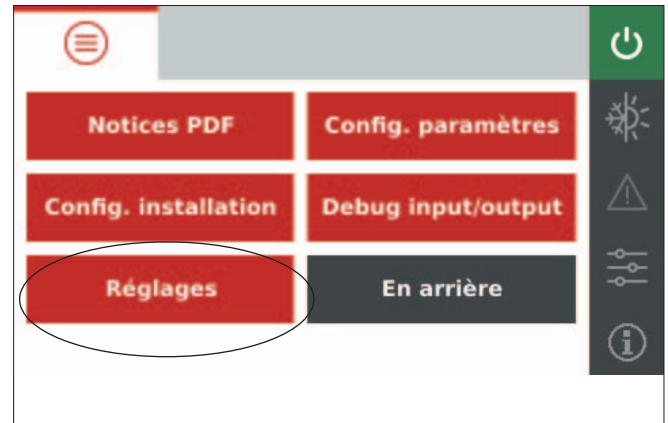 Notices PDF
Config. paramètres
Config. installation
Debug input/output
Réglages
En arrière